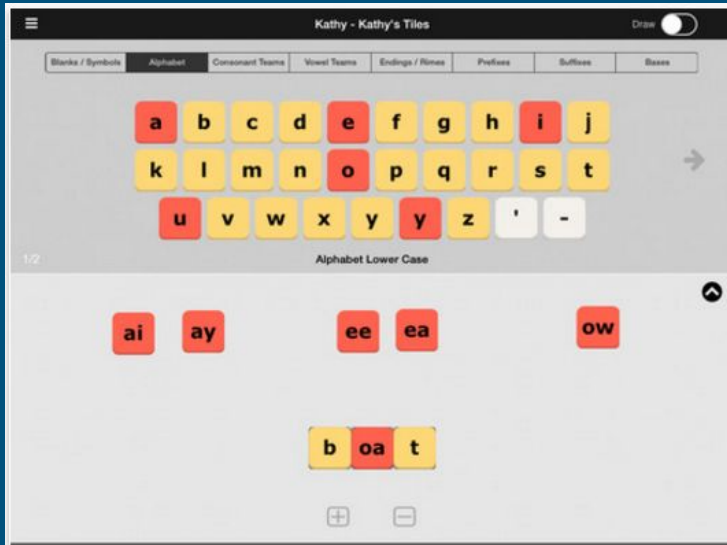 Kathy - Kathy's Tiles
Draw
Blanks / Symbols Alphabet Consonant Teams Vowel Teams Endings / Rimes Prefixes Suffixes Bases
a b c d e f g h i j
k l m n o p q r s t
u v w x y y z ' -
1/2
Alphabet Lower Case
ai ay ee ea ow
b oa t